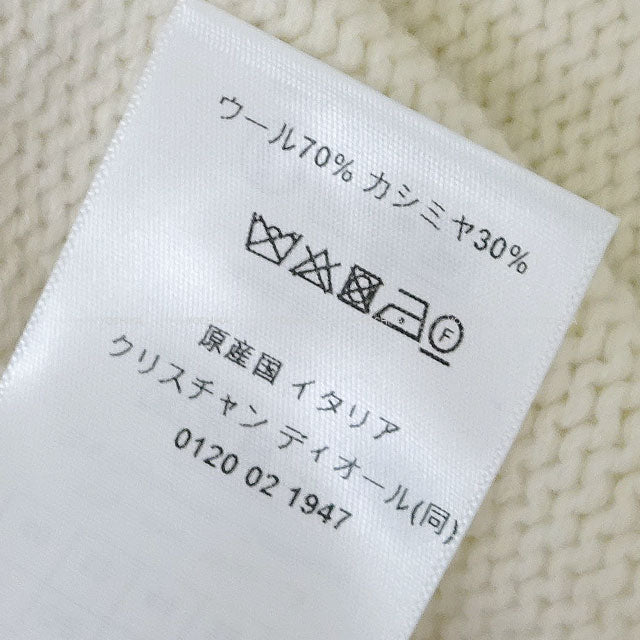 ウール70% カシミヤ30%
F
原産国 イタリア
クリスチャン ディオール(同)
0120 02 1947